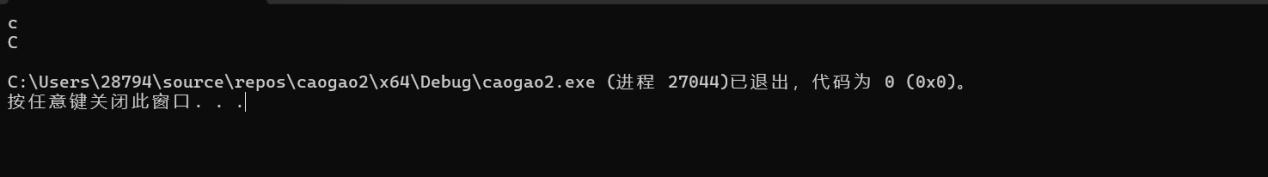 c
C
C:\Users\28794\source\repos\caogao2\x64\Debug\caogao2.exe (进程 27044)已退出，代码为 0 (0x0)。
按任意键关闭此窗口. . .